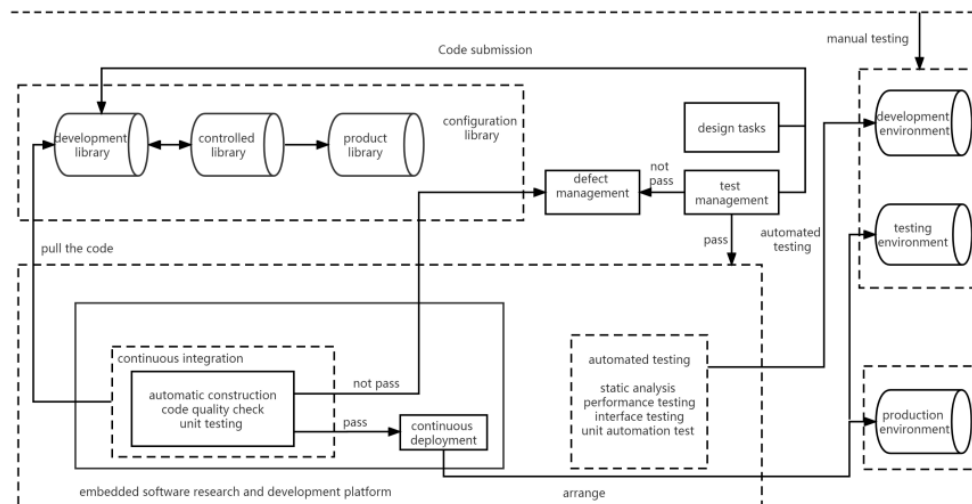 manual testing
Code submission
development
library
controlled
library
product
library
configuration
library
design tasks
development
environment
defect
management
not
pass
test
management
pass
automated
testing
testing
environment
pull the code
continuous integration
automatic construction
code quality check
unit testing
not pass
pass
continuous
deployment
automated testing
static analysis
performance testing
interface testing
unit automation test
production
environment
embedded software research and development platform
arrange